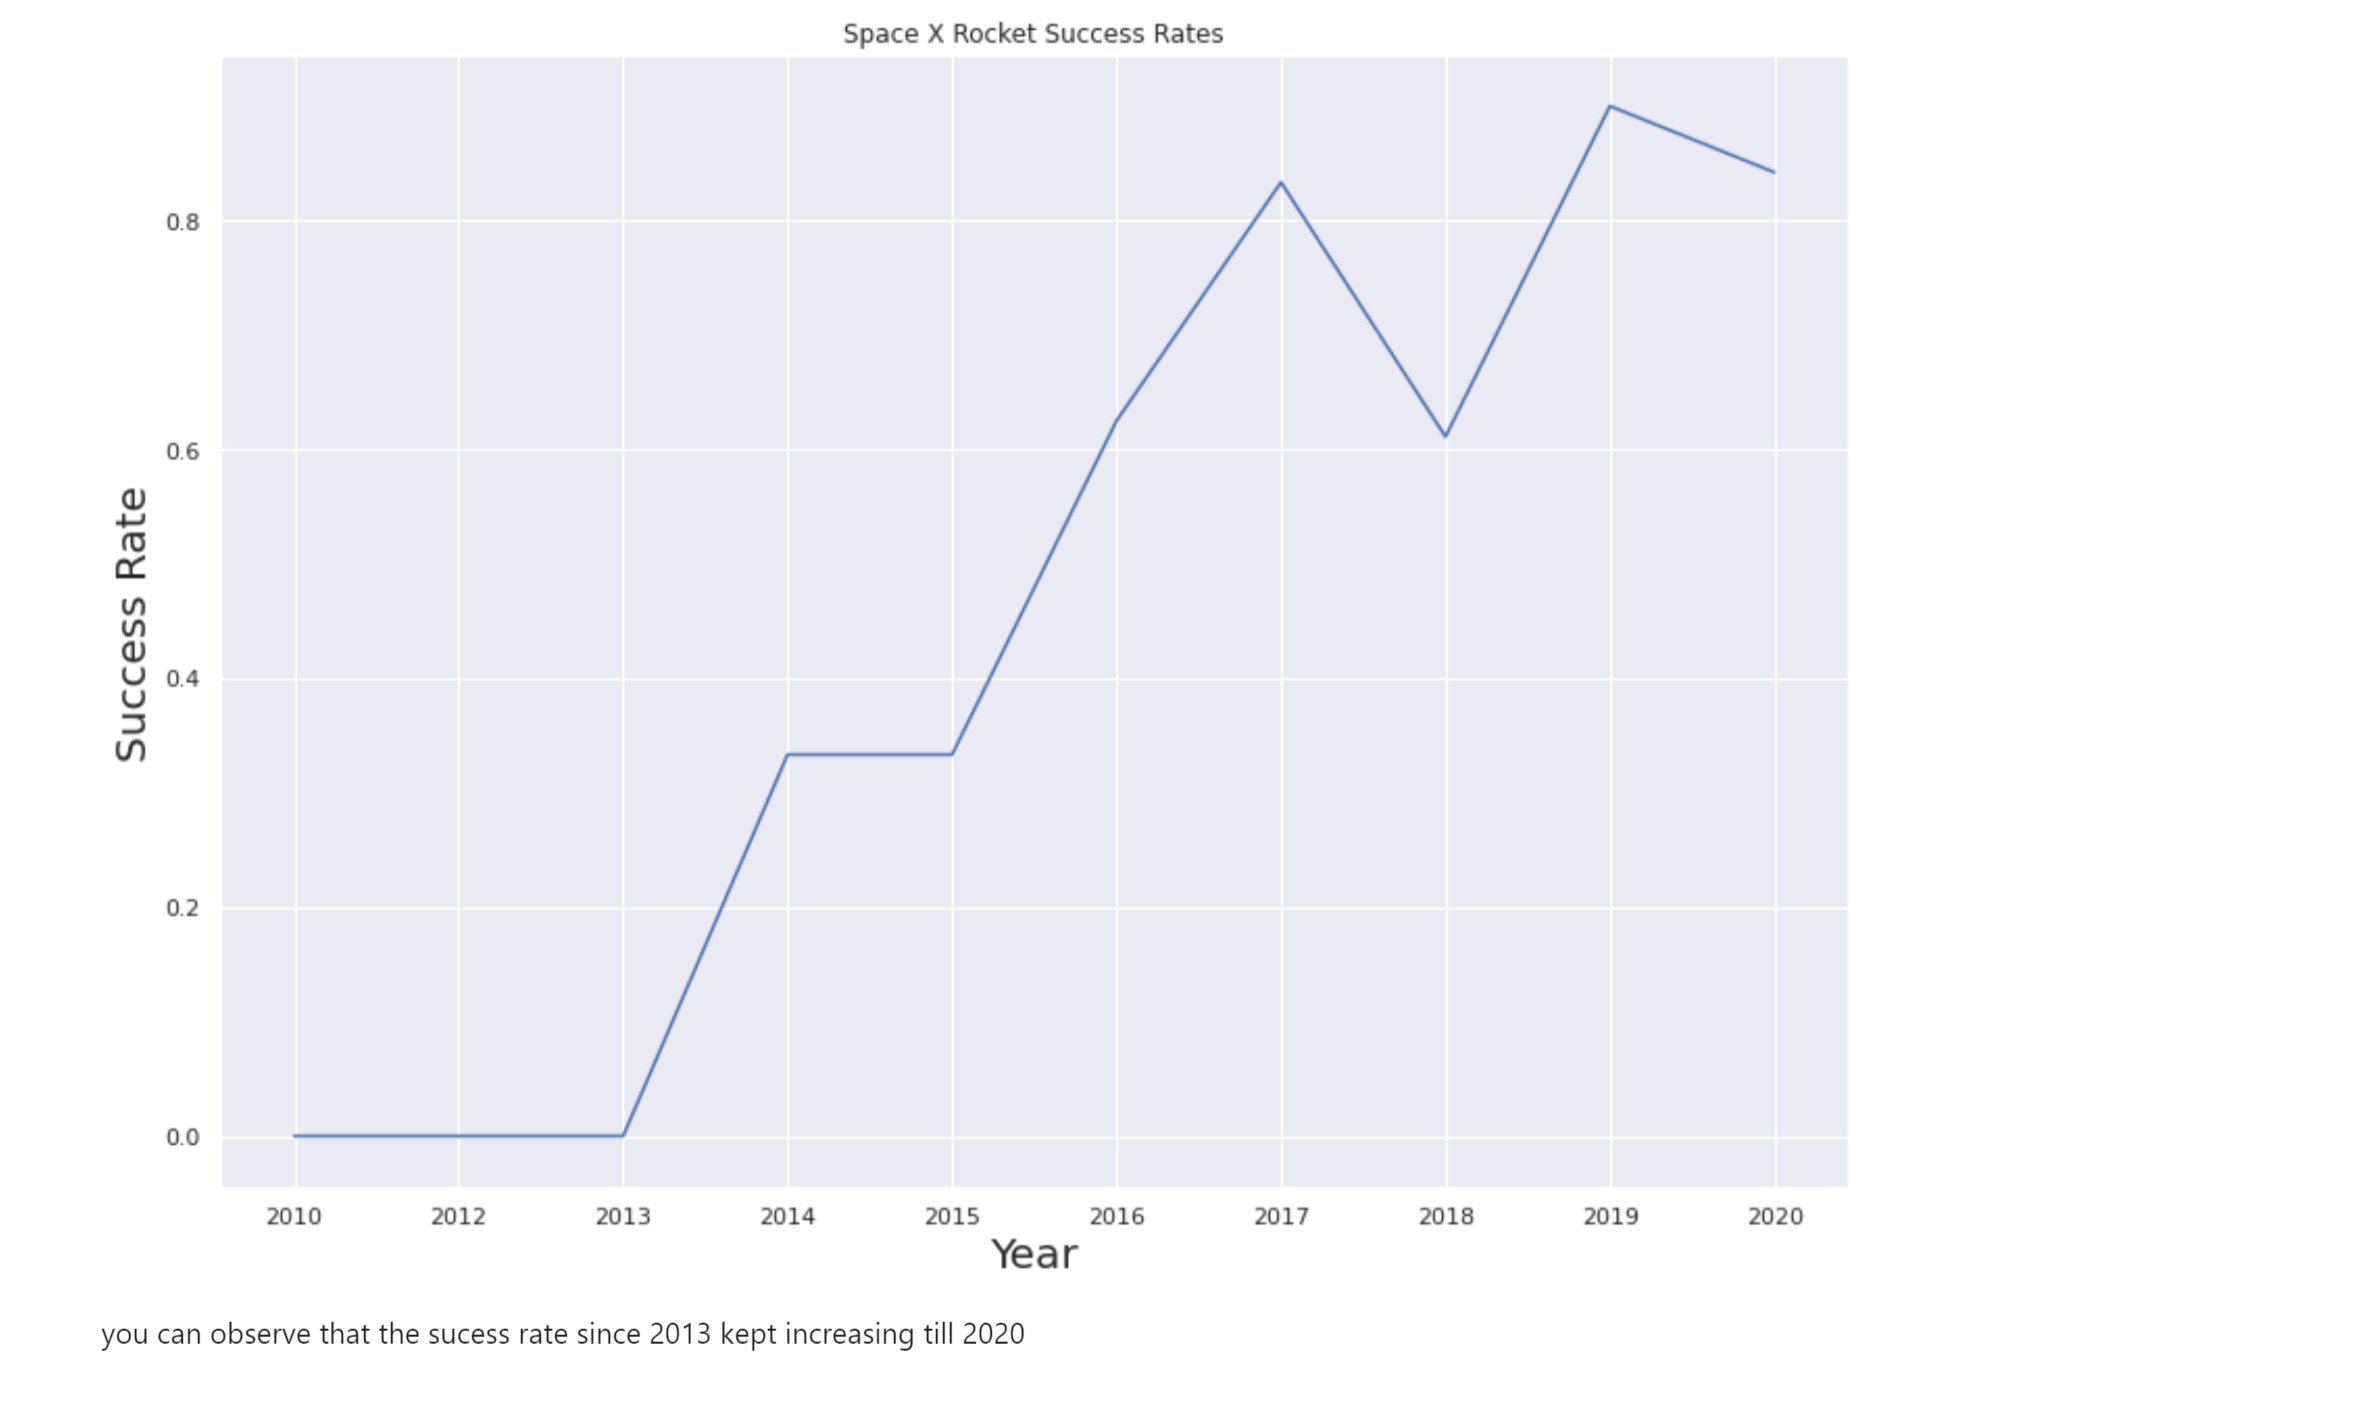 Space X Rocket Success Rates
0.8
0.6
0.4
0.2
0.0
Success Rate
2010 2012 2013 2014 2015 2016 2017 2018 2019 2020
Year
you can observe that the sucess rate since 2013 kept increasing till 2020